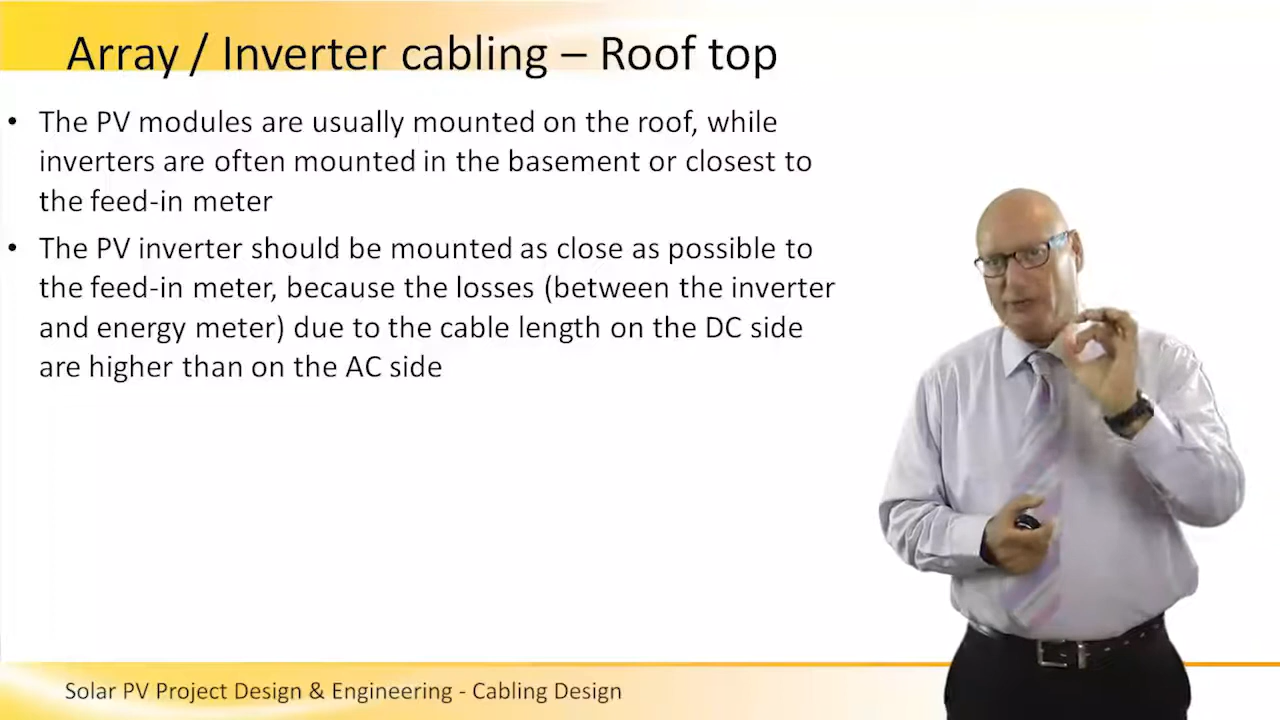 Array / Inverter cabling – Roof top
• The PV modules are usually mounted on the roof, while
inverters are often mounted in the basement or closest to
the feed-in meter
• The PV inverter should be mounted as close as possible to
the feed-in meter, because the losses (between the inverter
and energy meter) due to the cable length on the DC side
are higher than on the AC side
Solar PV Project Design & Engineering - Cabling Design